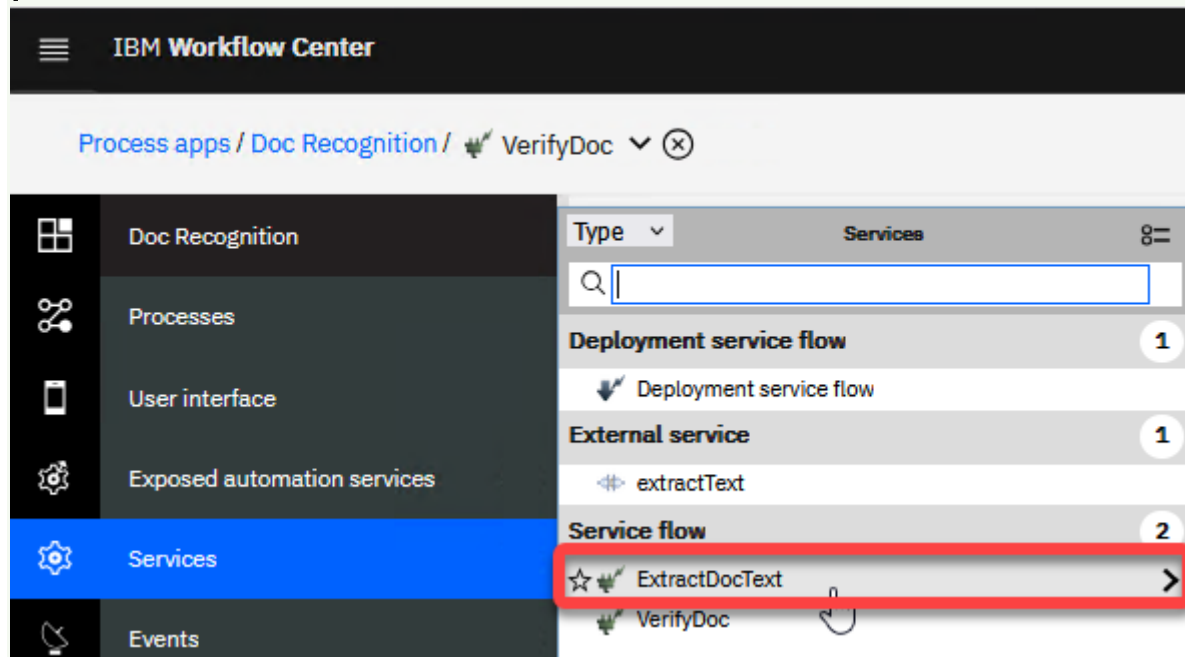 IBM Workflow Center
Process apps / Doc Recognition / VerifyDoc
Doc Recognition
Processes
User interface
Exposed automation services
Services
Events
Type
Services
Deployment service flow 1
Deployment service flow
External service 1
extractText
Service flow 2
ExtractDocText
VerifyDoc